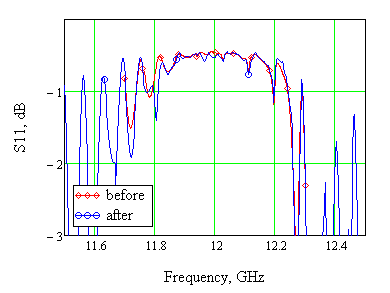 S11, dB
− 1
− 2
− 3
before
after
11.6
11.8
12
12.2
12.4
Frequency, GHz